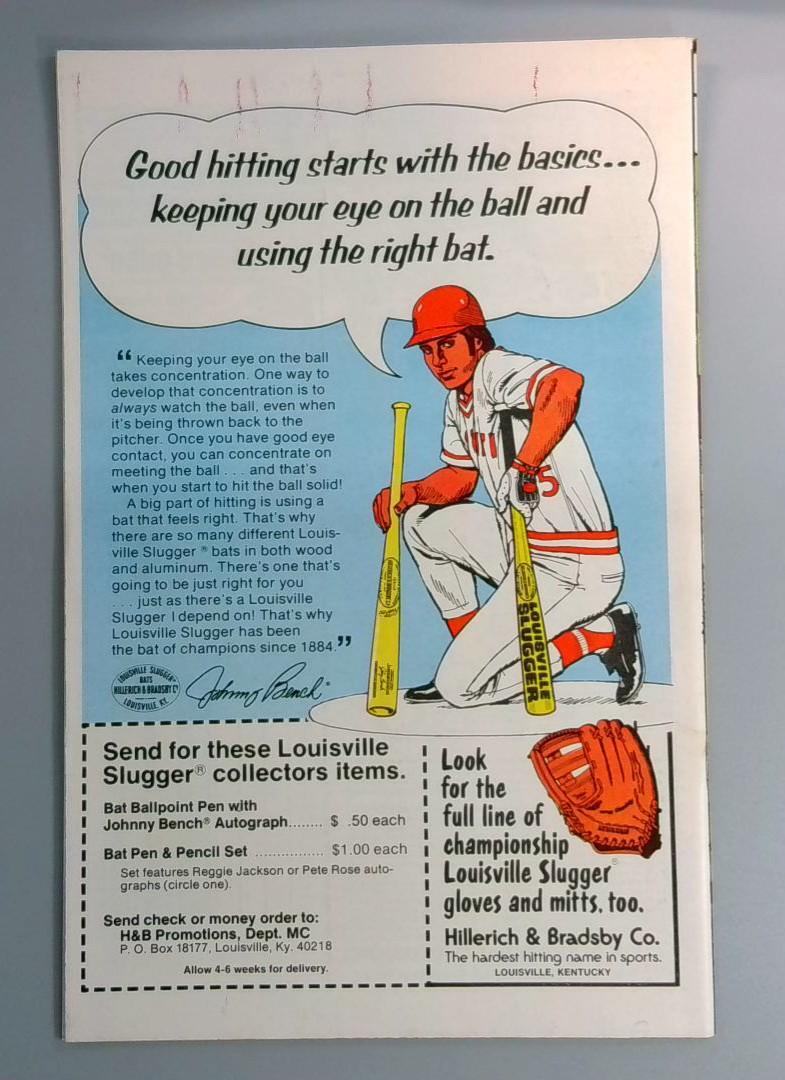 Good hitting starts with the basics...
keeping your eye on the ball and
using the right bat.
“Keeping your eye on the ball
takes concentration. One way to
develop that concentration is to
always watch the ball, even when
it's being thrown back to the
pitcher. Once you have good eye
contact, you can concentrate on
meeting the ball . . . and that's
when you start to hit the ball solid!
A big part of hitting is using a
bat that feels right. That's why
there are so many different Louis-
ville Slugger® bats in both wood
and aluminum. There's one that's
going to be just right for you
. . . just as there's a Louisville
Slugger I depend on! That's why
Louisville Slugger has been
the bat of champions since 1884.”
LOUISVILLE SLUGGER
BATS
HILLERICH & BRADSBY Cº
LOUISVILLE, KY.
Johnny Bench®
5
LOUISVILLE
SLUGGER
Send for these Louisville
Slugger® collectors items.
Bat Ballpoint Pen with
Johnny Bench® Autograph........ $ .50 each
Bat Pen & Pencil Set ................ $1.00 each
Set features Reggie Jackson or Pete Rose auto-
graphs (circle one).
Send check or money order to:
H&B Promotions, Dept. MC
P. O. Box 18177, Louisville, Ky. 40218
Allow 4-6 weeks for delivery.
Look
for the
full line of
championship
Louisville Slugger®
gloves and mitts, too.
Hillerich & Bradsby Co.
The hardest hitting name in sports.
LOUISVILLE, KENTUCKY